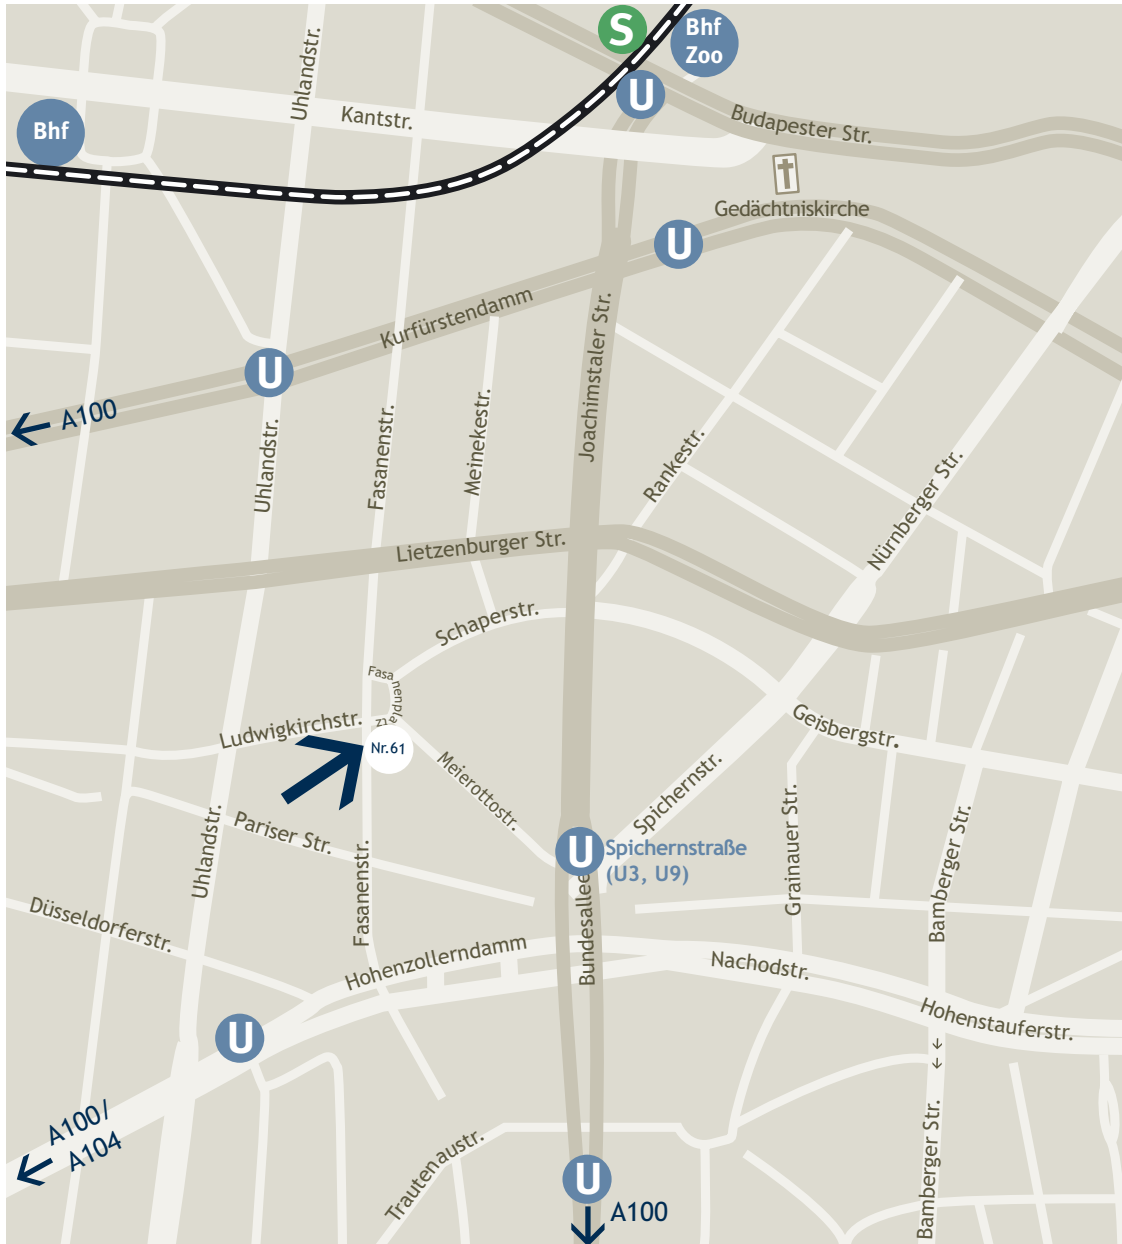 S
Bhf
Zoo
U
Uhlandstr.
Kantstr.
Budapester Str.
Bhf
Gedächtniskirche
U
Kurfürstendamm
Joachimstaler Str.
U
A100
Uhlandstr.
Fasanenstr.
Meinekestr.
Rankestr.
Nürnberger Str.
Lietzenburger Str.
Schaperstr.
Fasanenplatz
Ludwigkirchstr.
Nr.61
Geisbergstr.
Meierottostr.
Spichernstr.
Uhlandstr.
Pariser Str.
U
Spichernstraße
(U3, U9)
Grainauer Str.
Bamberger Str.
Fasanenstr.
Düsseldorferstr.
Hohenzollerndamm
Bundesallee
Nachodstr.
Hohenstauferstr.
U
A100/
A104
Trautenaustr.
Bamberger Str.
U
A100